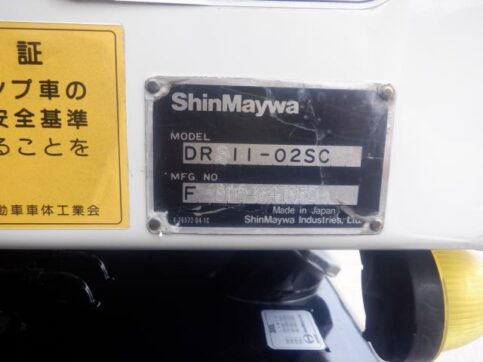 証
ンプ車の
安全基準
ることを
動車車体工業会
ShinMaywa
MODEL
11-02SC
MFG NO
F
Made in Japan
ShinMaywa Industries, Ltd.